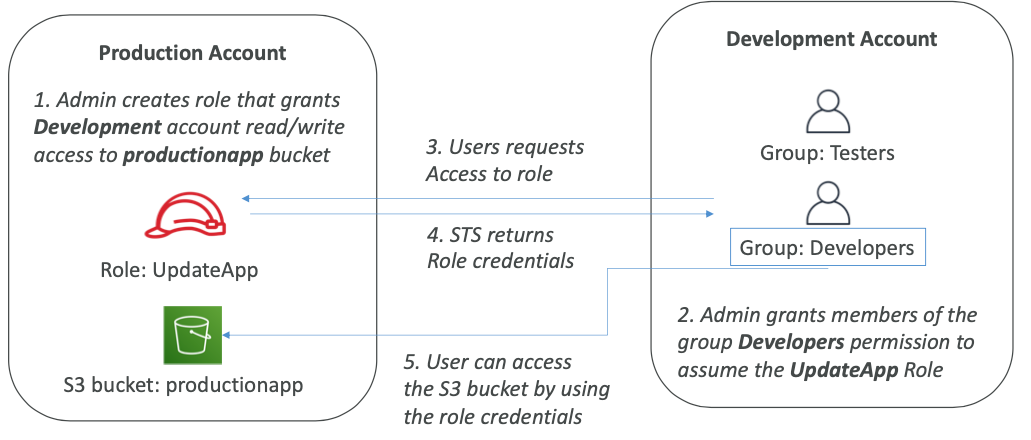 Production Account
1. Admin creates role that grants
Development account read/write
access to productionapp bucket
Role: UpdateApp
S3 bucket: productionapp
3. Users requests
Access to role
4. STS returns
Role credentials
5. User can access
the S3 bucket by using
the role credentials
Development Account
Group: Testers
Group: Developers
2. Admin grants members of the
group Developers permission to
assume the UpdateApp Role